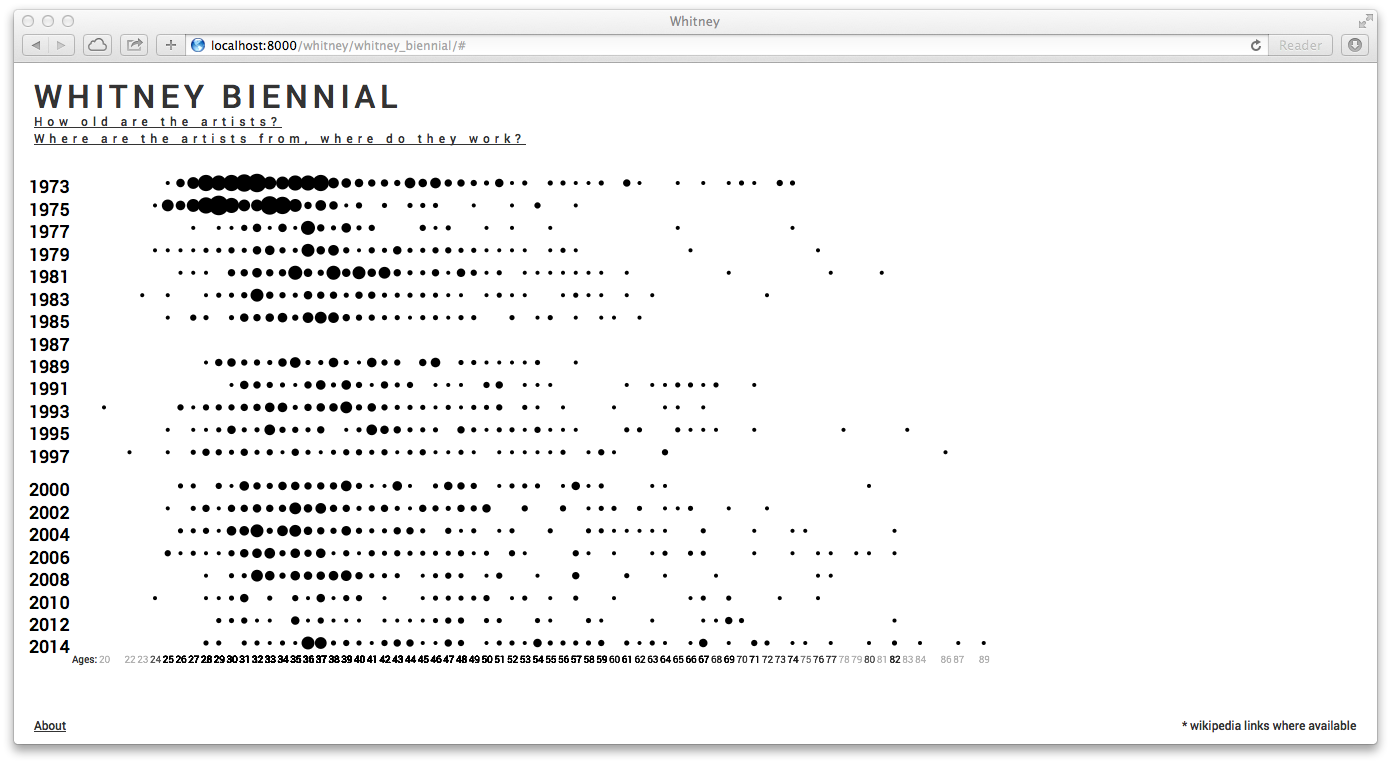 Whitney
localhost:8000/whitney/whitney_biennial/#
Reader
WHITNEY BIENNIAL
How old are the artists?
Where are the artists from, where do they work?
1973
1975
1977
1979
1981
1983
1985
1987
1989
1991
1993
1995
1997
2000
2002
2004
2006
2008
2010
2012
2014
Ages: 20 22 23 24 25 26 27 28 29 30 31 32 33 34 35 36 37 38 39 40 41 42 43 44 45 46 47 48 49 50 51 52 53 54 55 56 57 58 59 60 61 62 63 64 65 66 67 68 69 70 71 72 73 74 75 76 77 78 79 80 81 82 83 84 86 87 89
About
* wikipedia links where available